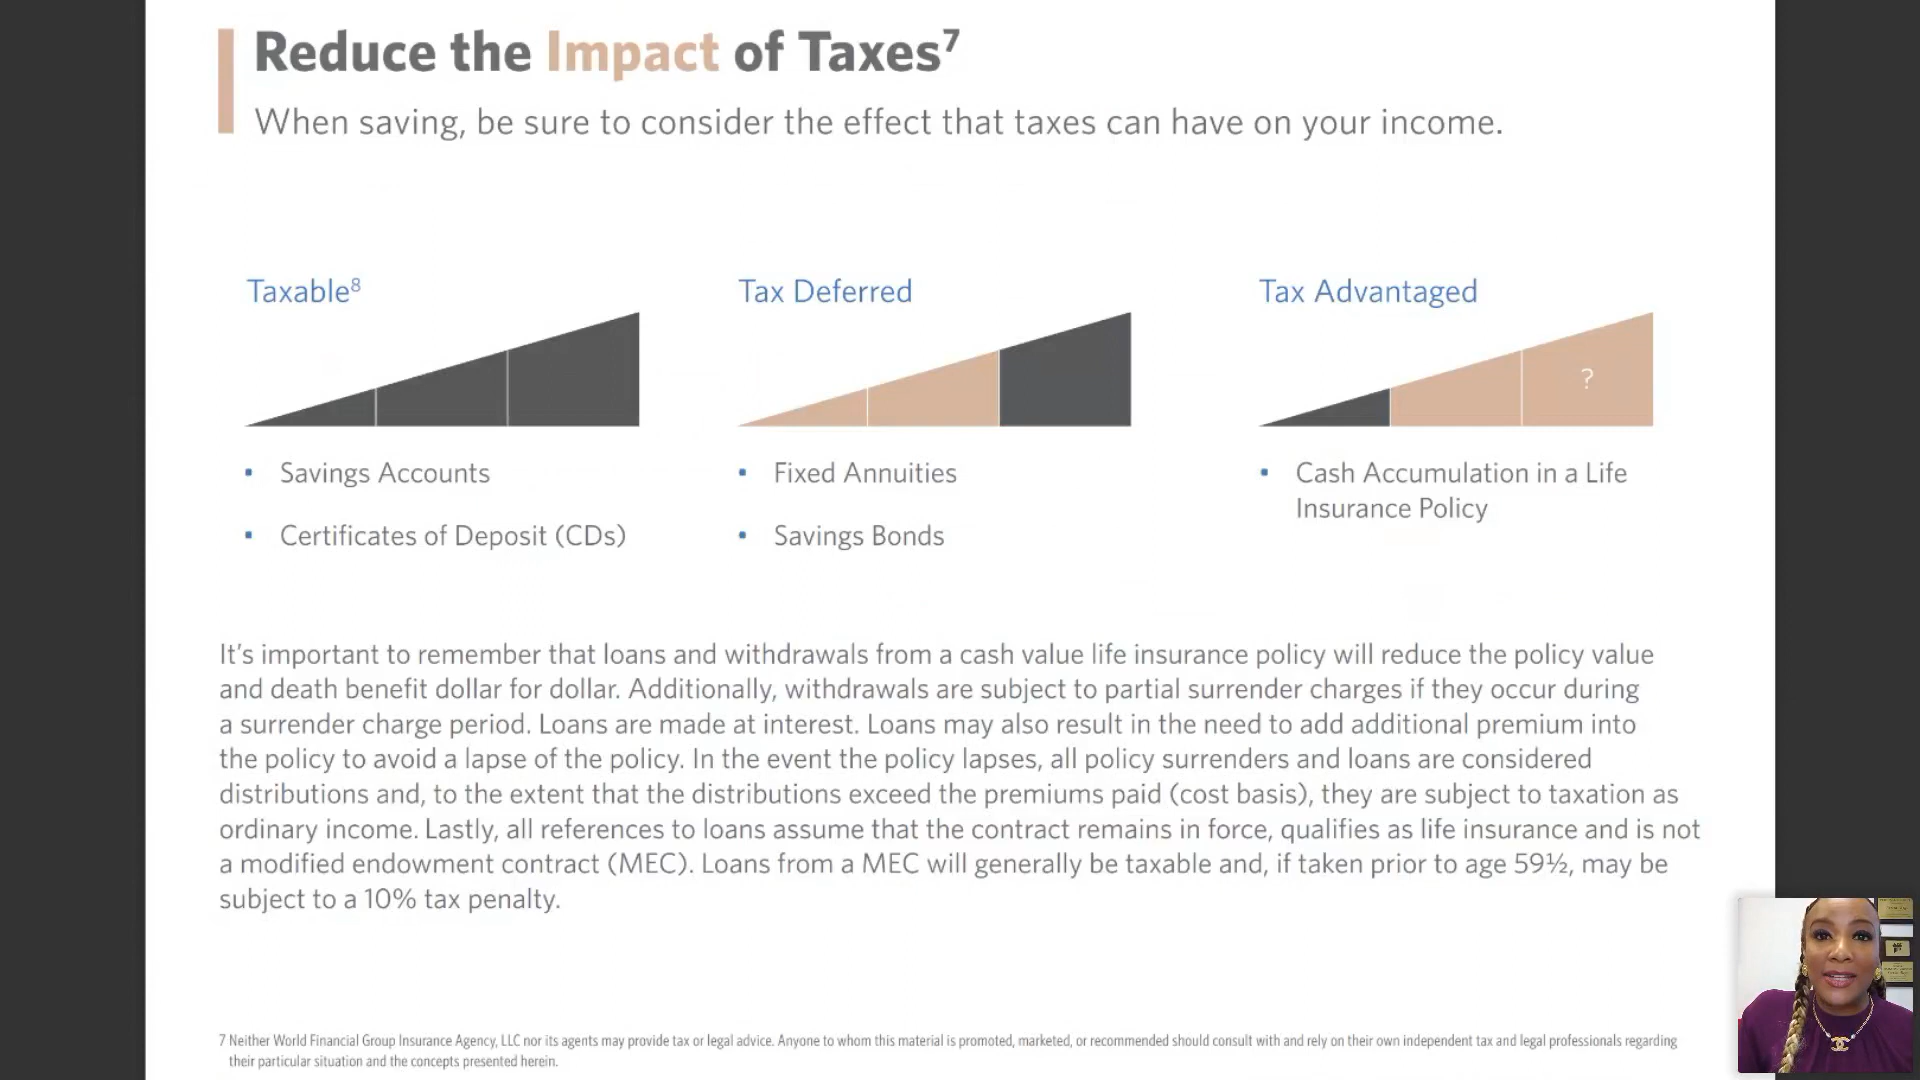 Reduce the Impact of Taxes⁷
When saving, be sure to consider the effect that taxes can have on your income.
Taxable⁸
Savings Accounts
Certificates of Deposit (CDs)
Tax Deferred
Fixed Annuities
Savings Bonds
Tax Advantaged
?
Cash Accumulation in a Life
Insurance Policy
It's important to remember that loans and withdrawals from a cash value life insurance policy will reduce the policy value
and death benefit dollar for dollar. Additionally, withdrawals are subject to partial surrender charges if they occur during
a surrender charge period. Loans are made at interest. Loans may also result in the need to add additional premium into
the policy to avoid a lapse of the policy. In the event the policy lapses, all policy surrenders and loans are considered
distributions and, to the extent that the distributions exceed the premiums paid (cost basis), they are subject to taxation as
ordinary income. Lastly, all references to loans assume that the contract remains in force, qualifies as life insurance and is not
a modified endowment contract (MEC). Loans from a MEC will generally be taxable and, if taken prior to age 59½, may be
subject to a 10% tax penalty.
7 Neither World Financial Group Insurance Agency, LLC nor its agents may provide tax or legal advice. Anyone to whom this material is promoted, marketed, or recommended should consult with and rely on their own independent tax and legal professionals regarding
their particular situation and the concepts presented herein.